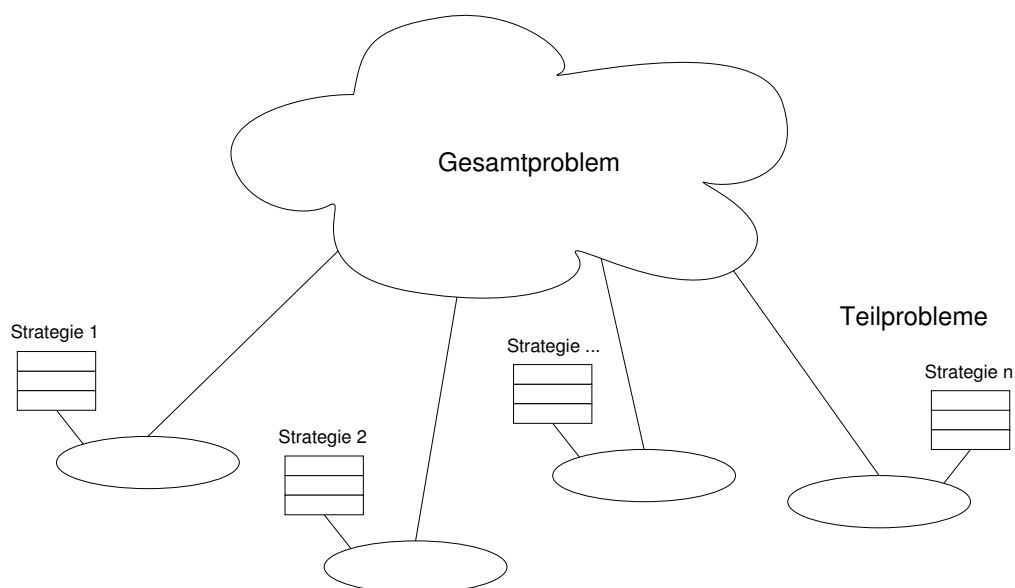 Gesamtproblem
Teilprobleme
Strategie 1
Strategie ...
Strategie n
Strategie 2